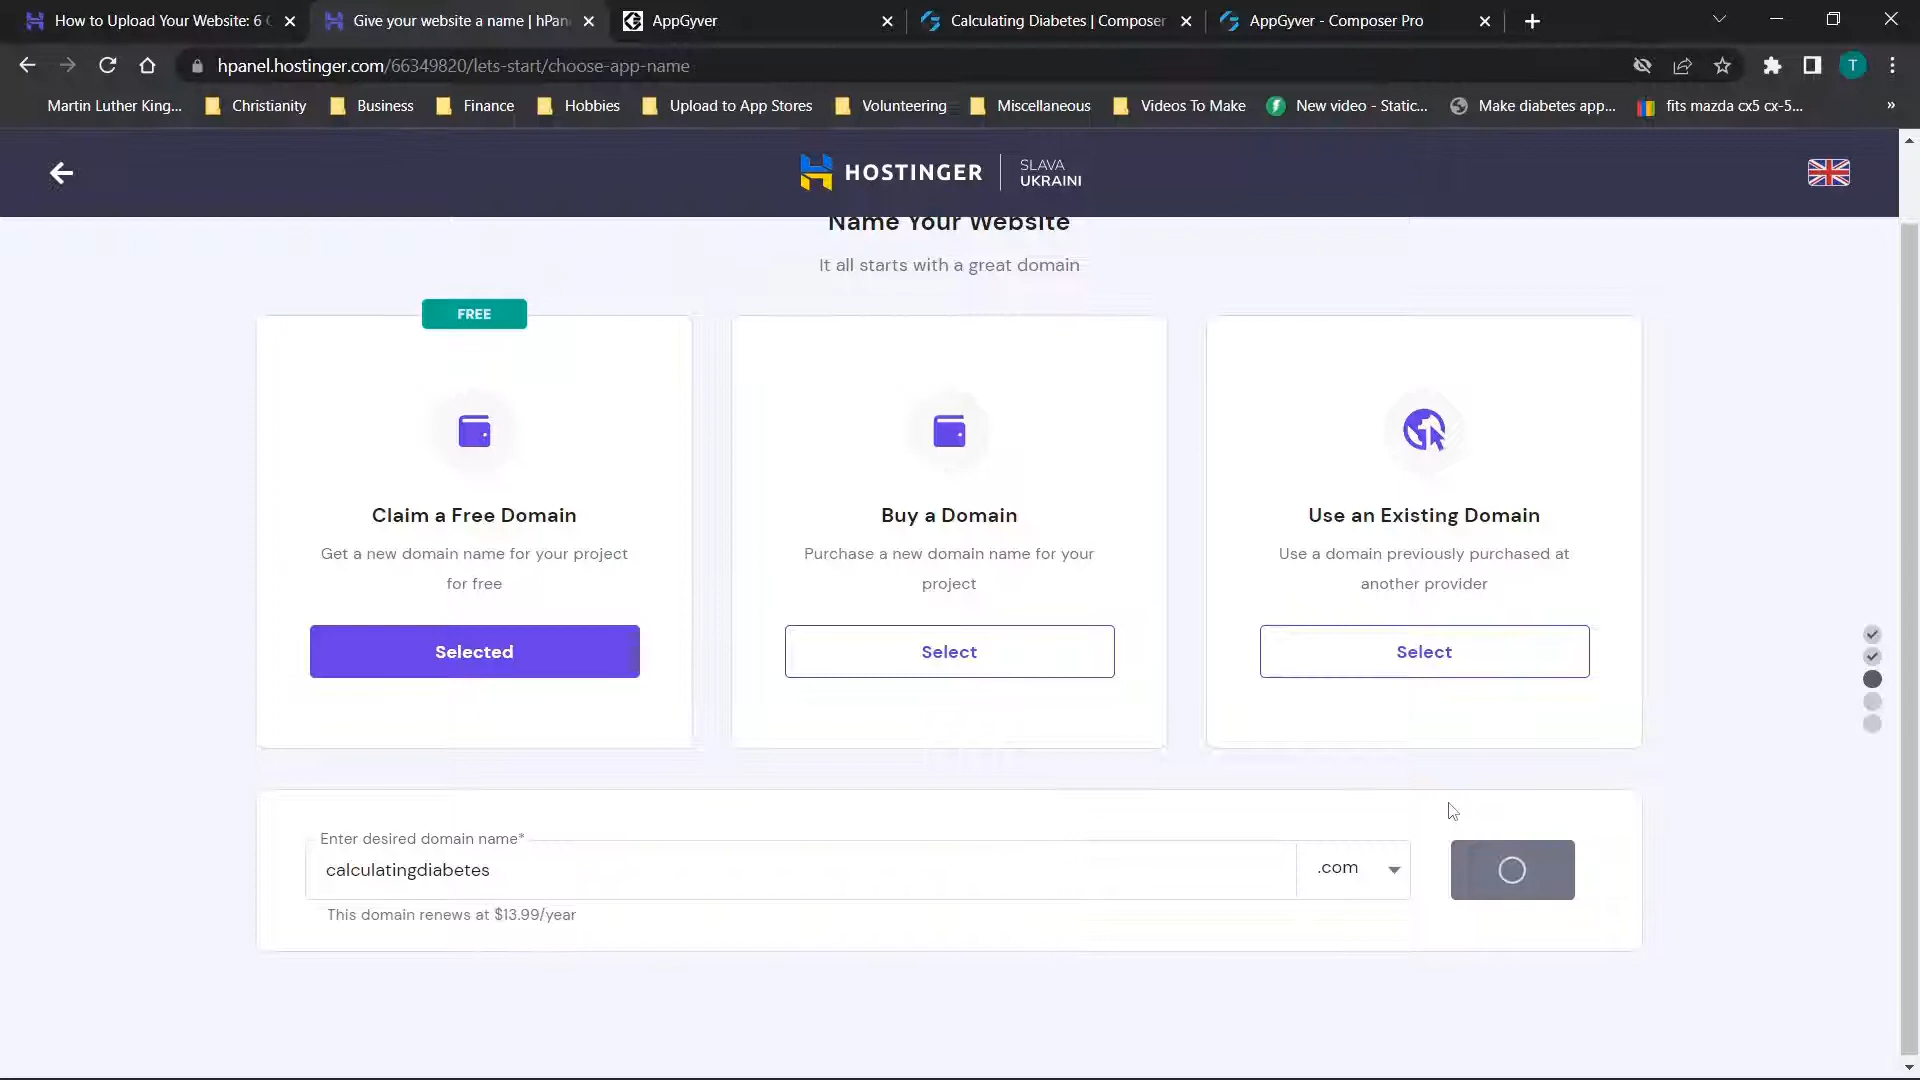 How to Upload Your Website: 6
Give your website a name | hPan
AppGyver
Calculating Diabetes | Composer
AppGyver - Composer Pro
hpanel.hostinger.com/66349820/lets-start/choose-app-name
T
Martin Luther King...
Christianity
Business
Finance
Hobbies
Upload to App Stores
Volunteering
Miscellaneous
Videos To Make
New video - Static...
Make diabetes app...
fits mazda cx5 cx-5...
»
HOSTINGER
SLAVA
UKRAINI
Name Your Website
It all starts with a great domain
FREE
Claim a Free Domain
Get a new domain name for your project
for free
Selected
Buy a Domain
Purchase a new domain name for your
project
Select
Use an Existing Domain
Use a domain previously purchased at
another provider
Select
Enter desired domain name*
calculatingdiabetes
.com
This domain renews at $13.99/year